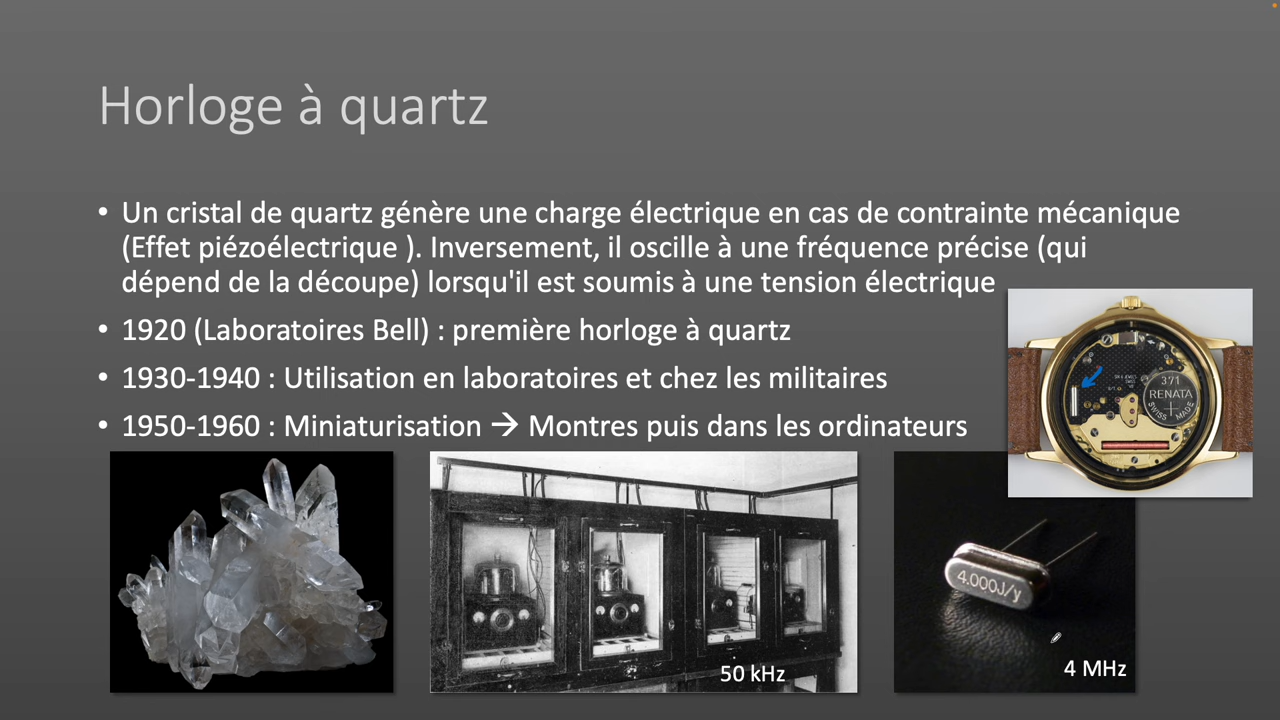 Horloge à quartz
• Un cristal de quartz génère une charge électrique en cas de contrainte mécanique
(Effet piézoélectrique ). Inversement, il oscille à une fréquence précise (qui
dépend de la découpe) lorsqu'il est soumis à une tension électrique
• 1920 (Laboratoires Bell) : première horloge à quartz
• 1930-1940 : Utilisation en laboratoires et chez les militaires
• 1950-1960 : Miniaturisation → Montres puis dans les ordinateurs
371
RENATA
SWISS MADE
50 kHz
4.000J/y
4 MHz